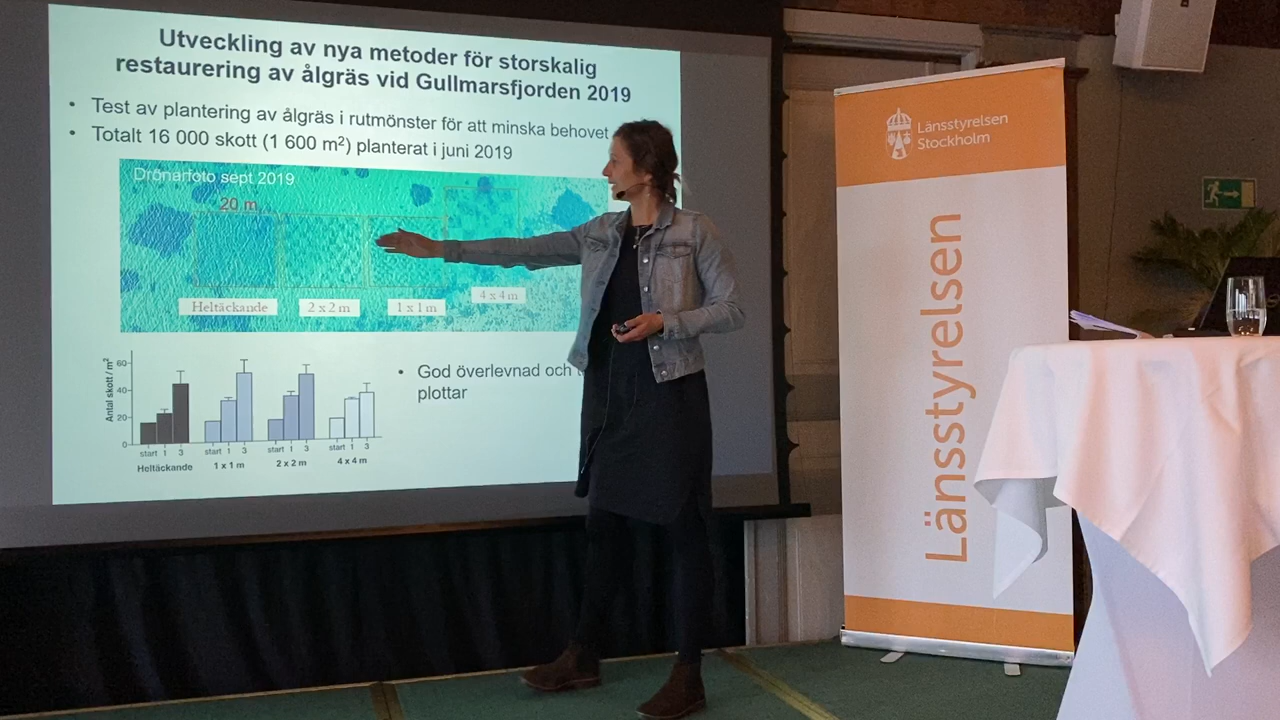 Utveckling av nya metoder för storskalig
restaurering av ålgräs vid Gullmarsfjorden 2019
• Test av plantering av ålgräs i rutmönster för att minska behovet
• Totalt 16 000 skott (1 600 m²) planterat i juni 2019
Drönarfoto sept 2019
20 m
Heltäckande
2 x 2 m
1 x 1 m
4 x 4 m
Antal skott / m²
60
40
20
0
start 1 3
start 1 3
start 1 3
start 1 3
Heltäckande
1 x 1 m
2 x 2 m
4 x 4 m
• God överlevnad och
plottar
Länsstyrelsen
Stockholm
Länsstyrelsen